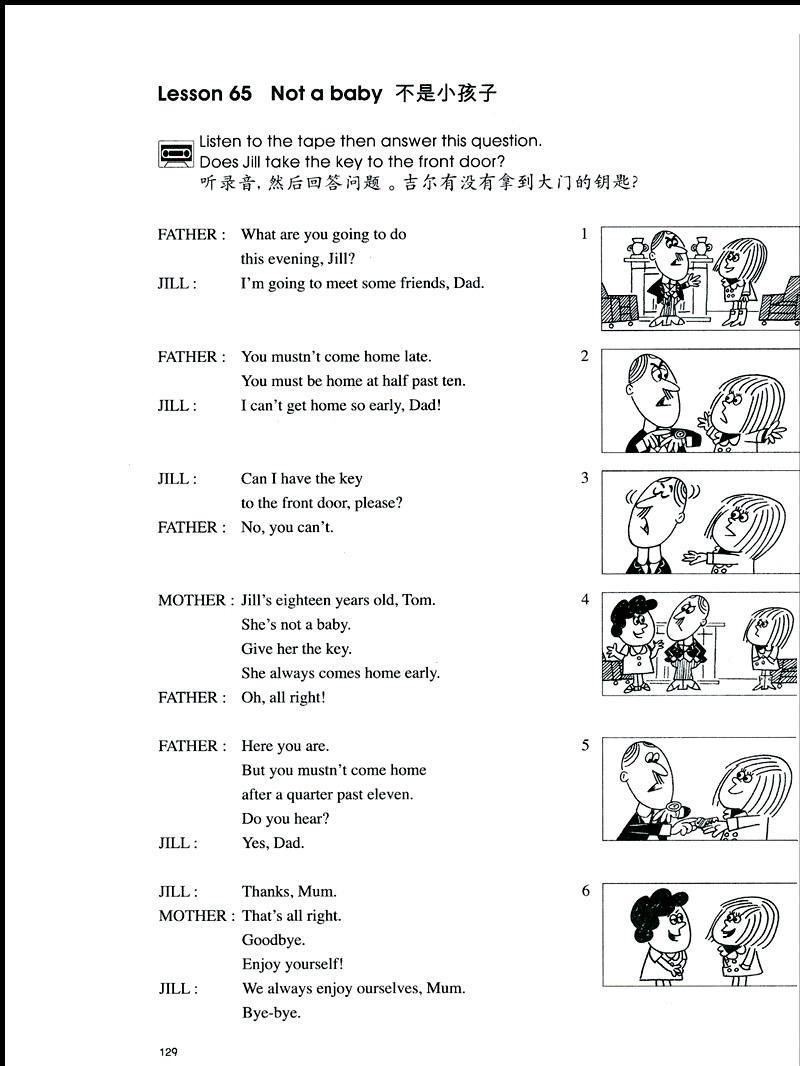 Lesson 65 Not a baby 不是小孩子
Listen to the tape then answer this question.
Does Jill take the key to the front door?
听录音, 然后回答问题。吉尔有没有拿到大门的钥匙?
FATHER : What are you going to do
this evening, Jill?
JILL : I'm going to meet some friends, Dad.
1
FATHER : You mustn't come home late.
You must be home at half past ten.
JILL : I can't get home so early, Dad!
2
JILL : Can I have the key
to the front door, please?
FATHER : No, you can't.
3
MOTHER : Jill's eighteen years old, Tom.
She's not a baby.
Give her the key.
She always comes home early.
FATHER : Oh, all right!
4
FATHER : Here you are.
But you mustn't come home
after a quarter past eleven.
Do you hear?
JILL : Yes, Dad.
5
JILL : Thanks, Mum.
MOTHER : That's all right.
Goodbye.
Enjoy yourself!
JILL : We always enjoy ourselves, Mum.
Bye-bye.
6
129